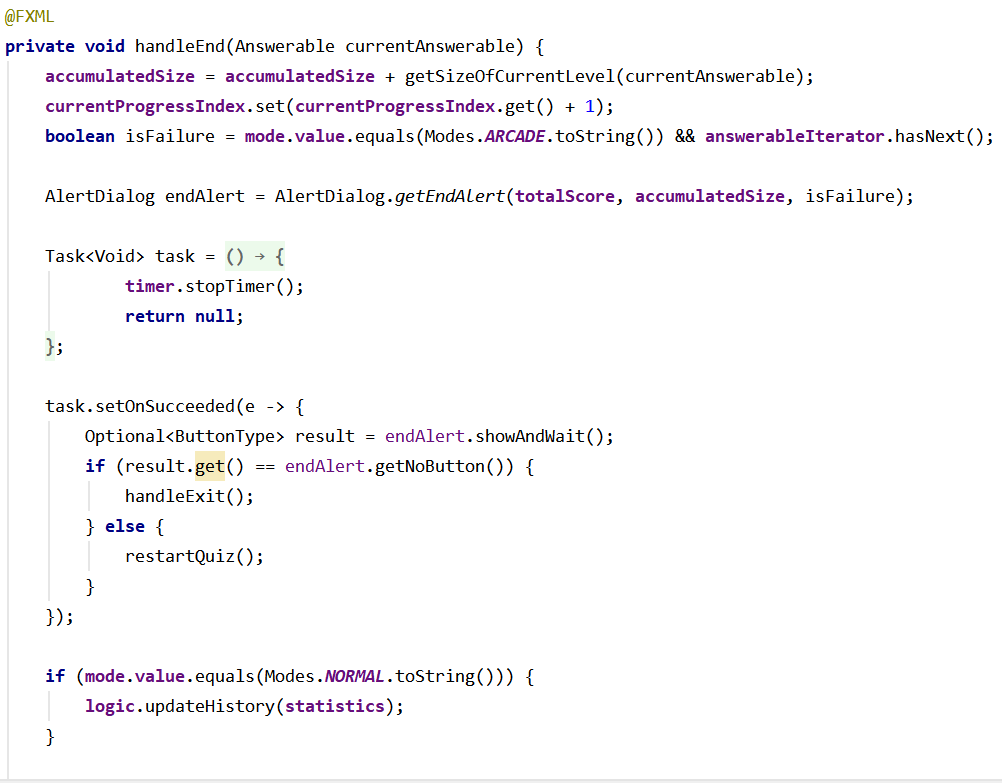 @FXML
private void handleEnd(Answerable currentAnswerable) {
    accumulatedSize = accumulatedSize + getSizeOfCurrentLevel(currentAnswerable);
    currentProgressIndex.set(currentProgressIndex.get() + 1);
    boolean isFailure = mode.value.equals(Modes.ARCADE.toString()) && answerableIterator.hasNext();

    AlertDialog endAlert = AlertDialog.getEndAlert(totalScore, accumulatedSize, isFailure);

    Task<Void> task = () → {
            timer.stopTimer();
            return null;
    };

    task.setOnSucceeded(e -> {
        Optional<ButtonType> result = endAlert.showAndWait();
        if (result.get() == endAlert.getNoButton()) {
            handleExit();
        } else {
            restartQuiz();
        }
    });

    if (mode.value.equals(Modes.NORMAL.toString())) {
        logic.updateHistory(statistics);
    }